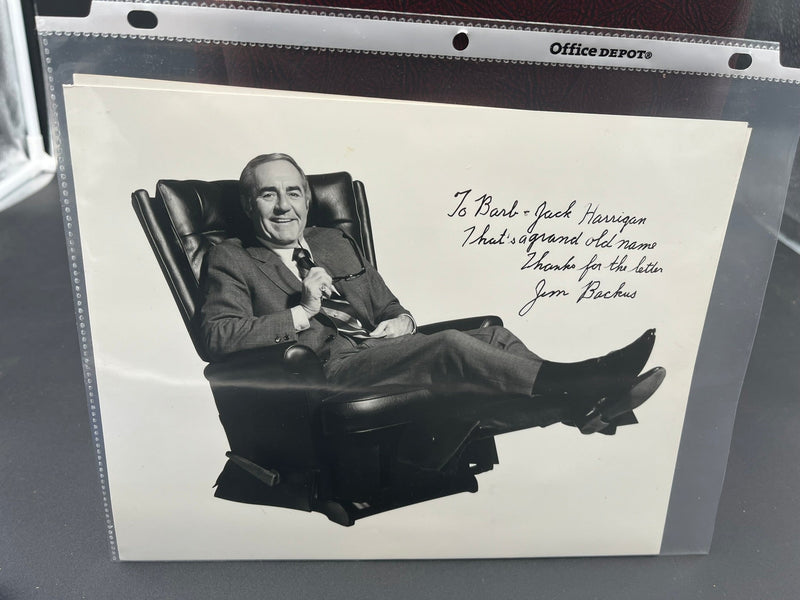 Office DEPOT®
To Barb + Jack Harrigan
That's a grand old name
Thanks for the letter
Jim Backus